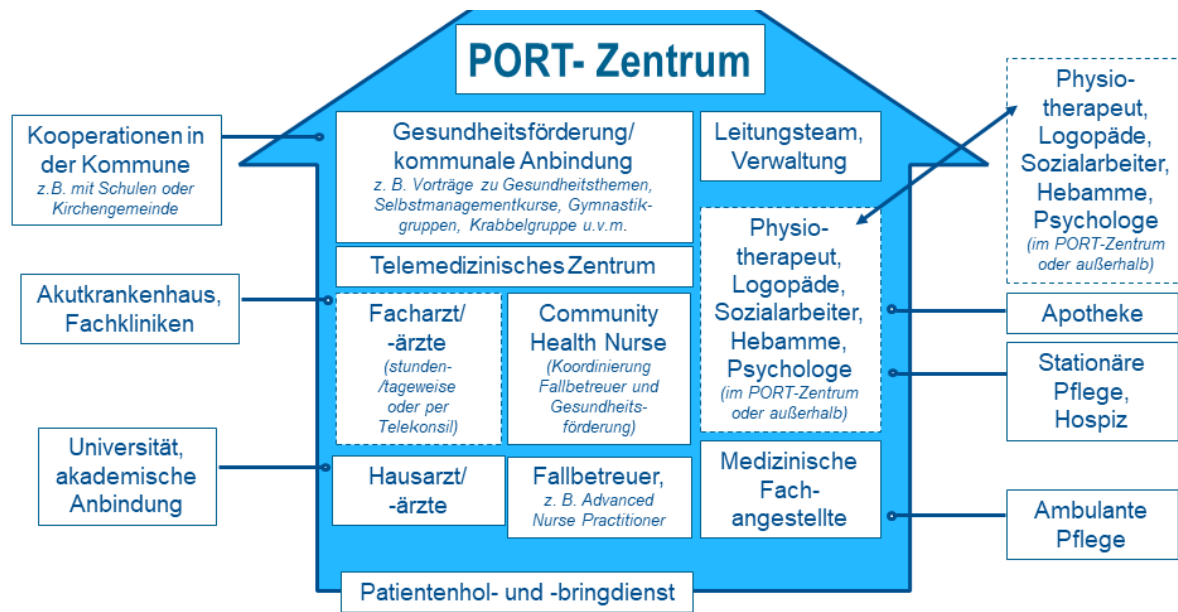 PORT- Zentrum
Kooperationen in
der Kommune
z.B. mit Schulen oder
Kirchengemeinde
Akutkrankenhaus,
Fachkliniken
Universität,
akademische
Anbindung
Gesundheitsförderung/
kommunale Anbindung
z. B. Vorträge zu Gesundheitsthemen,
Selbstmanagementkurse, Gymnastik-
gruppen, Krabbelgruppe u.v.m.
Leitungsteam,
Verwaltung
Telemedizinisches Zentrum
Facharzt/
-ärzte
(stunden-
/tageweise
oder per
Telekonsil)
Community
Health Nurse
(Koordinierung
Fallbetreuer und
Gesundheits-
förderung)
Physio-
therapeut,
Logopäde,
Sozialarbeiter,
Hebamme,
Psychologe
(im PORT-Zentrum
oder außerhalb)
Hausarzt/
-ärzte
Fallbetreuer,
z. B. Advanced
Nurse Practitioner
Medizinische
Fach-
angestellte
Patientenhol- und -bringdienst
Physio-
therapeut,
Logopäde,
Sozialarbeiter,
Hebamme,
Psychologe
(im PORT-Zentrum
oder außerhalb)
Apotheke
Stationäre
Pflege,
Hospiz
Ambulante
Pflege